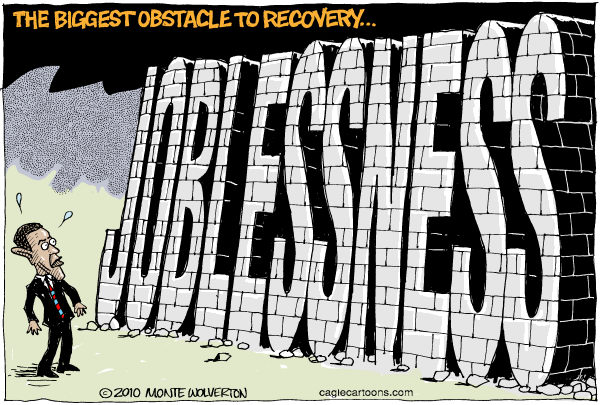 THE BIGGEST OBSTACLE TO RECOVERY...
JOBLESSNESS
©2010 MONTE WOLVERTON
caglecartoons.com